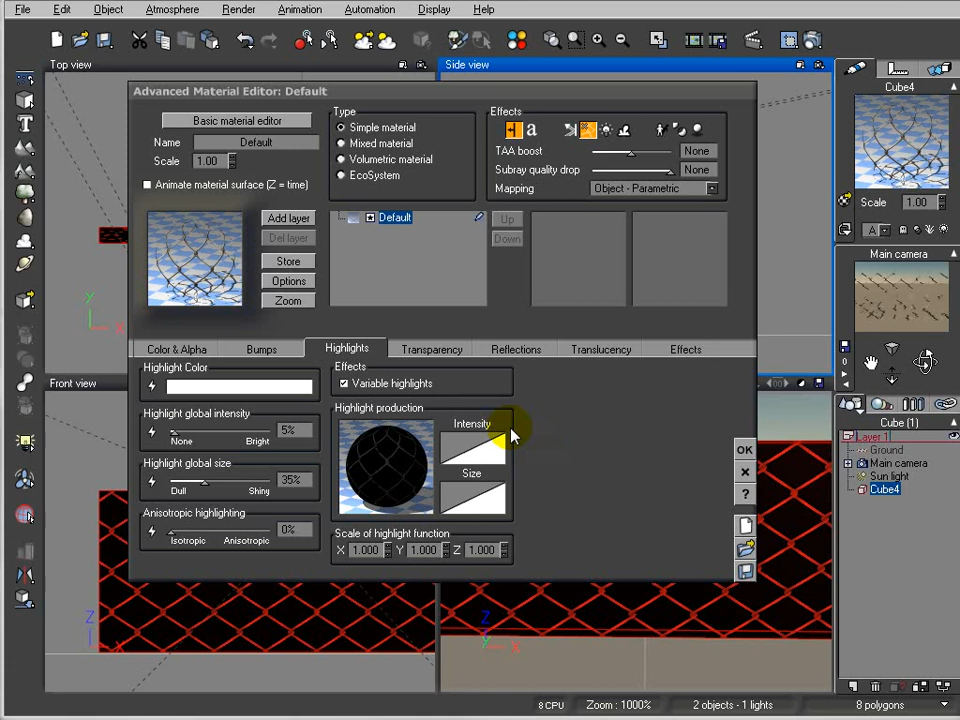 File Edit Object Atmosphere Render Animation Automation Display Help
Top view
Side view
Advanced Material Editor: Default
Basic material editor
Name Default
Scale 1.00
Animate material surface (Z = time)
Type
Simple material
Mixed material
Volumetric material
EcoSystem
Effects
a
TAA boost None
Subray quality drop None
Mapping Object - Parametric
Add layer
Del layer
Store
Options
Zoom
Default
Up
Down
Color & Alpha Bumps Highlights Transparency Reflections Translucency Effects
Highlight Color
Highlight global intensity
5%
None Bright
Highlight global size
35%
Dull Shiny
Anisotropic highlighting
0%
Isotropic Anisotropic
Effects
Variable highlights
Highlight production
Intensity
Size
Scale of highlight function
X 1.000 Y 1.000 Z 1.000
OK
?
Front view
Y
X
Z
X
Z
Y
X
Cube4
Scale 1.00
A
Main camera
0
Cube (1)
Layer 1
Ground
Main camera
Sun light
Cube4
8 CPU Zoom : 1000% 2 objects - 1 lights 8 polygons